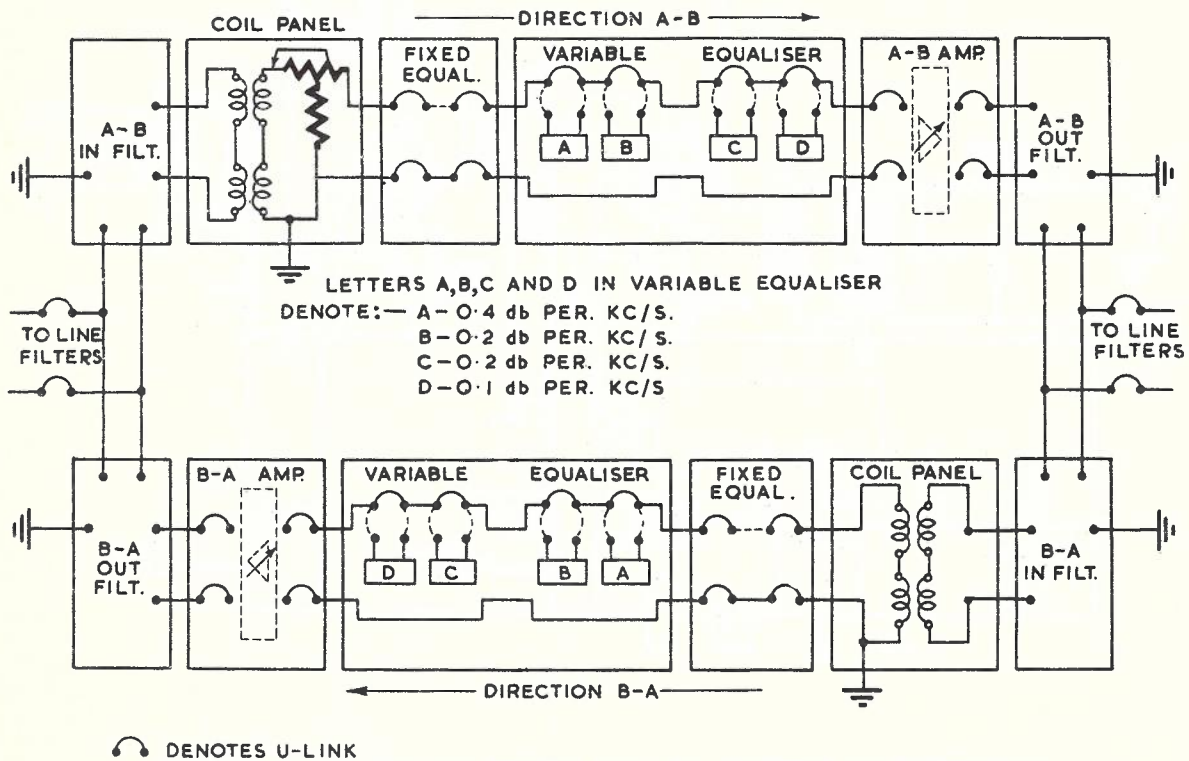 DIRECTION A-B
COIL PANEL
FIXED
EQUAL.
VARIABLE EQUALISER
A-B AMP.
A-B
IN FILT.
A B C D
A-B
OUT
FILT.
LETTERS A,B,C AND D IN VARIABLE EQUALISER
DENOTE:— A-0·4 db PER. KC/S.
B-0·2 db PER. KC/S.
C-0·2 db PER. KC/S.
D-0·1 db PER. KC/S
TO LINE
FILTERS
TO LINE
FILTERS
B-A AMP.
VARIABLE EQUALISER
FIXED
EQUAL.
COIL PANEL
B-A
OUT
FILT.
D C B A
B-A
IN FILT.
DIRECTION B-A
DENOTES U-LINK